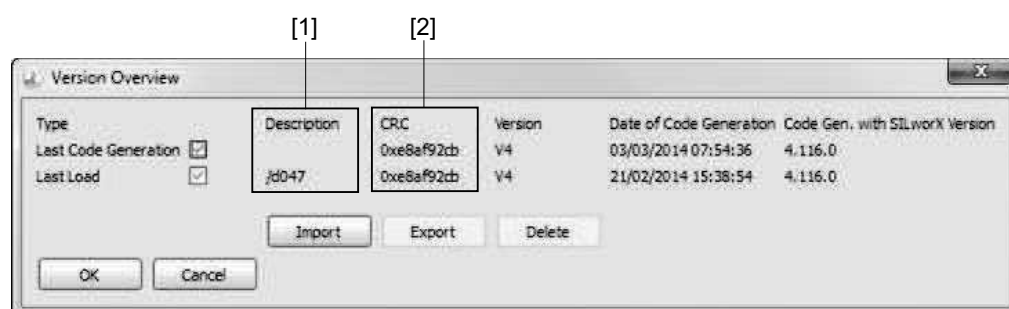 [1] [2]
Version Overview
Type Description CRC Version Date of Code Generation Code Gen. with SILworX Version
Last Code Generation 0xe8af92cb V4 03/03/2014 07:54:36 4.116.0
Last Load /d047 0xe8af92cb V4 21/02/2014 15:38:54 4.116.0
Import Export Delete
OK Cancel